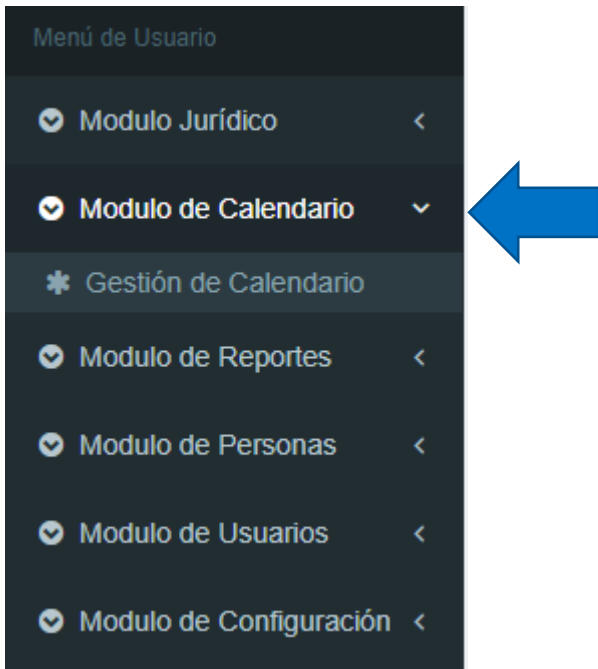 Menú de Usuario
Modulo Jurídico
Modulo de Calendario
Gestión de Calendario
Modulo de Reportes
Modulo de Personas
Modulo de Usuarios
Modulo de Configuración